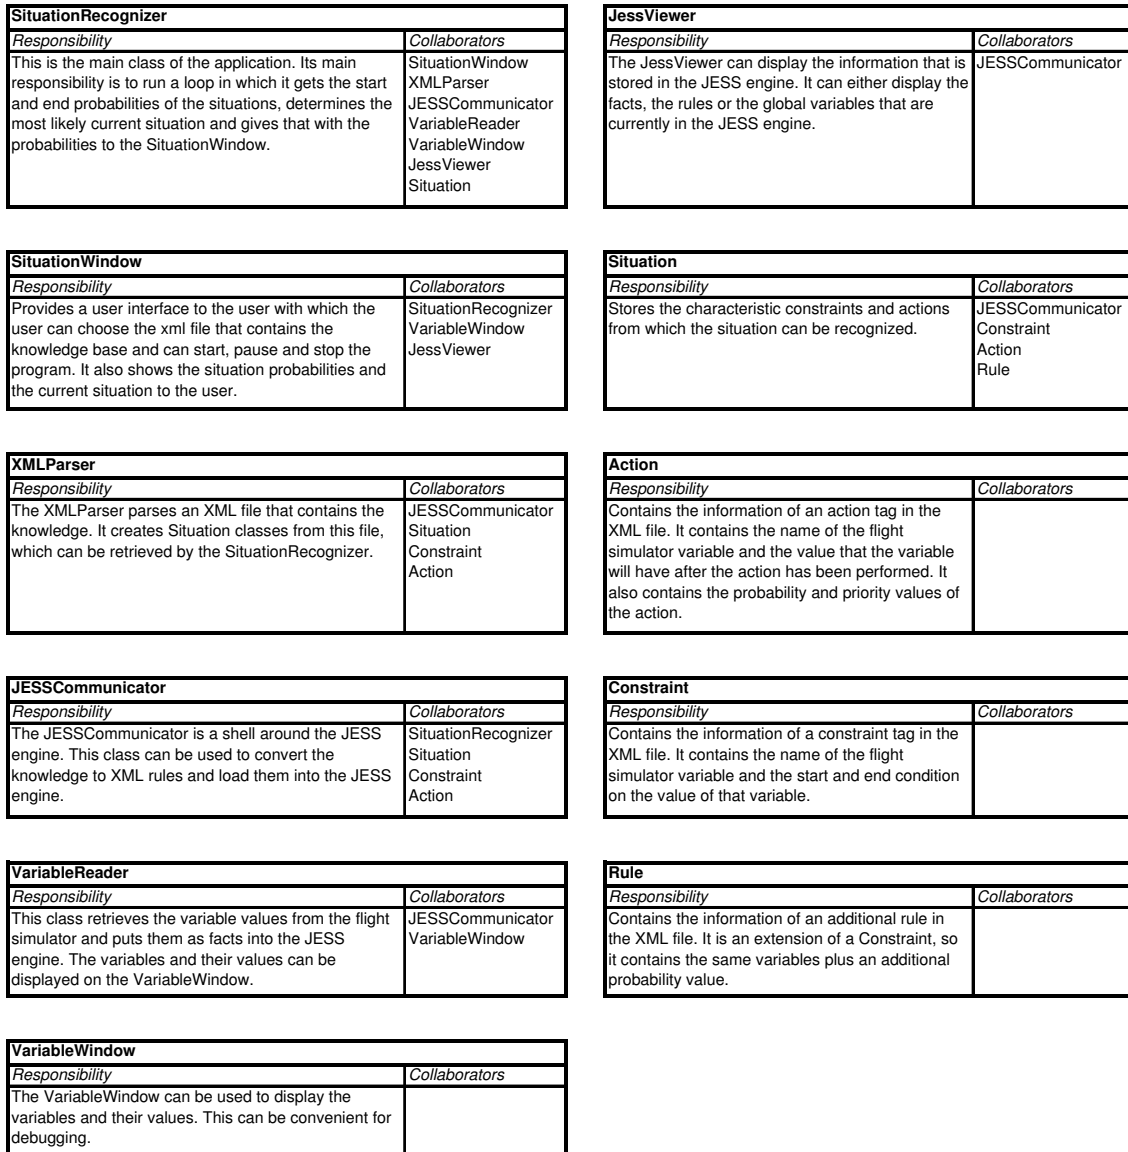 SituationRecognizer
Responsibility Collaborators
This is the main class of the application. Its main
responsibility is to run a loop in which it gets the start
and end probabilities of the situations, determines the
most likely current situation and gives that with the
probabilities to the SituationWindow.
SituationWindow
XMLParser
JESSCommunicator
VariableReader
VariableWindow
JessViewer
Situation
JessViewer
Responsibility Collaborators
The JessViewer can display the information that is
stored in the JESS engine. It can either display the
facts, the rules or the global variables that are
currently in the JESS engine.
JESSCommunicator
SituationWindow
Responsibility Collaborators
Provides a user interface to the user with which the
user can choose the xml file that contains the
knowledge base and can start, pause and stop the
program. It also shows the situation probabilities and
the current situation to the user.
SituationRecognizer
VariableWindow
JessViewer
Situation
Responsibility Collaborators
Stores the characteristic constraints and actions
from which the situation can be recognized.
JESSCommunicator
Constraint
Action
Rule
XMLParser
Responsibility Collaborators
The XMLParser parses an XML file that contains the
knowledge. It creates Situation classes from this file,
which can be retrieved by the SituationRecognizer.
JESSCommunicator
Situation
Constraint
Action
Action
Responsibility Collaborators
Contains the information of an action tag in the
XML file. It contains the name of the flight
simulator variable and the value that the variable
will have after the action has been performed. It
also contains the probability and priority values of
the action.
JESSCommunicator
Responsibility Collaborators
The JESSCommunicator is a shell around the JESS
engine. This class can be used to convert the
knowledge to XML rules and load them into the JESS
engine.
SituationRecognizer
Situation
Constraint
Action
Constraint
Responsibility Collaborators
Contains the information of a constraint tag in the
XML file. It contains the name of the flight
simulator variable and the start and end condition
on the value of that variable.
VariableReader
Responsibility Collaborators
This class retrieves the variable values from the flight
simulator and puts them as facts into the JESS
engine. The variables and their values can be
displayed on the VariableWindow.
JESSCommunicator
VariableWindow
Rule
Responsibility Collaborators
Contains the information of an additional rule in
the XML file. It is an extension of a Constraint, so
it contains the same variables plus an additional
probability value.
VariableWindow
Responsibility Collaborators
The VariableWindow can be used to display the
variables and their values. This can be convenient for
debugging.